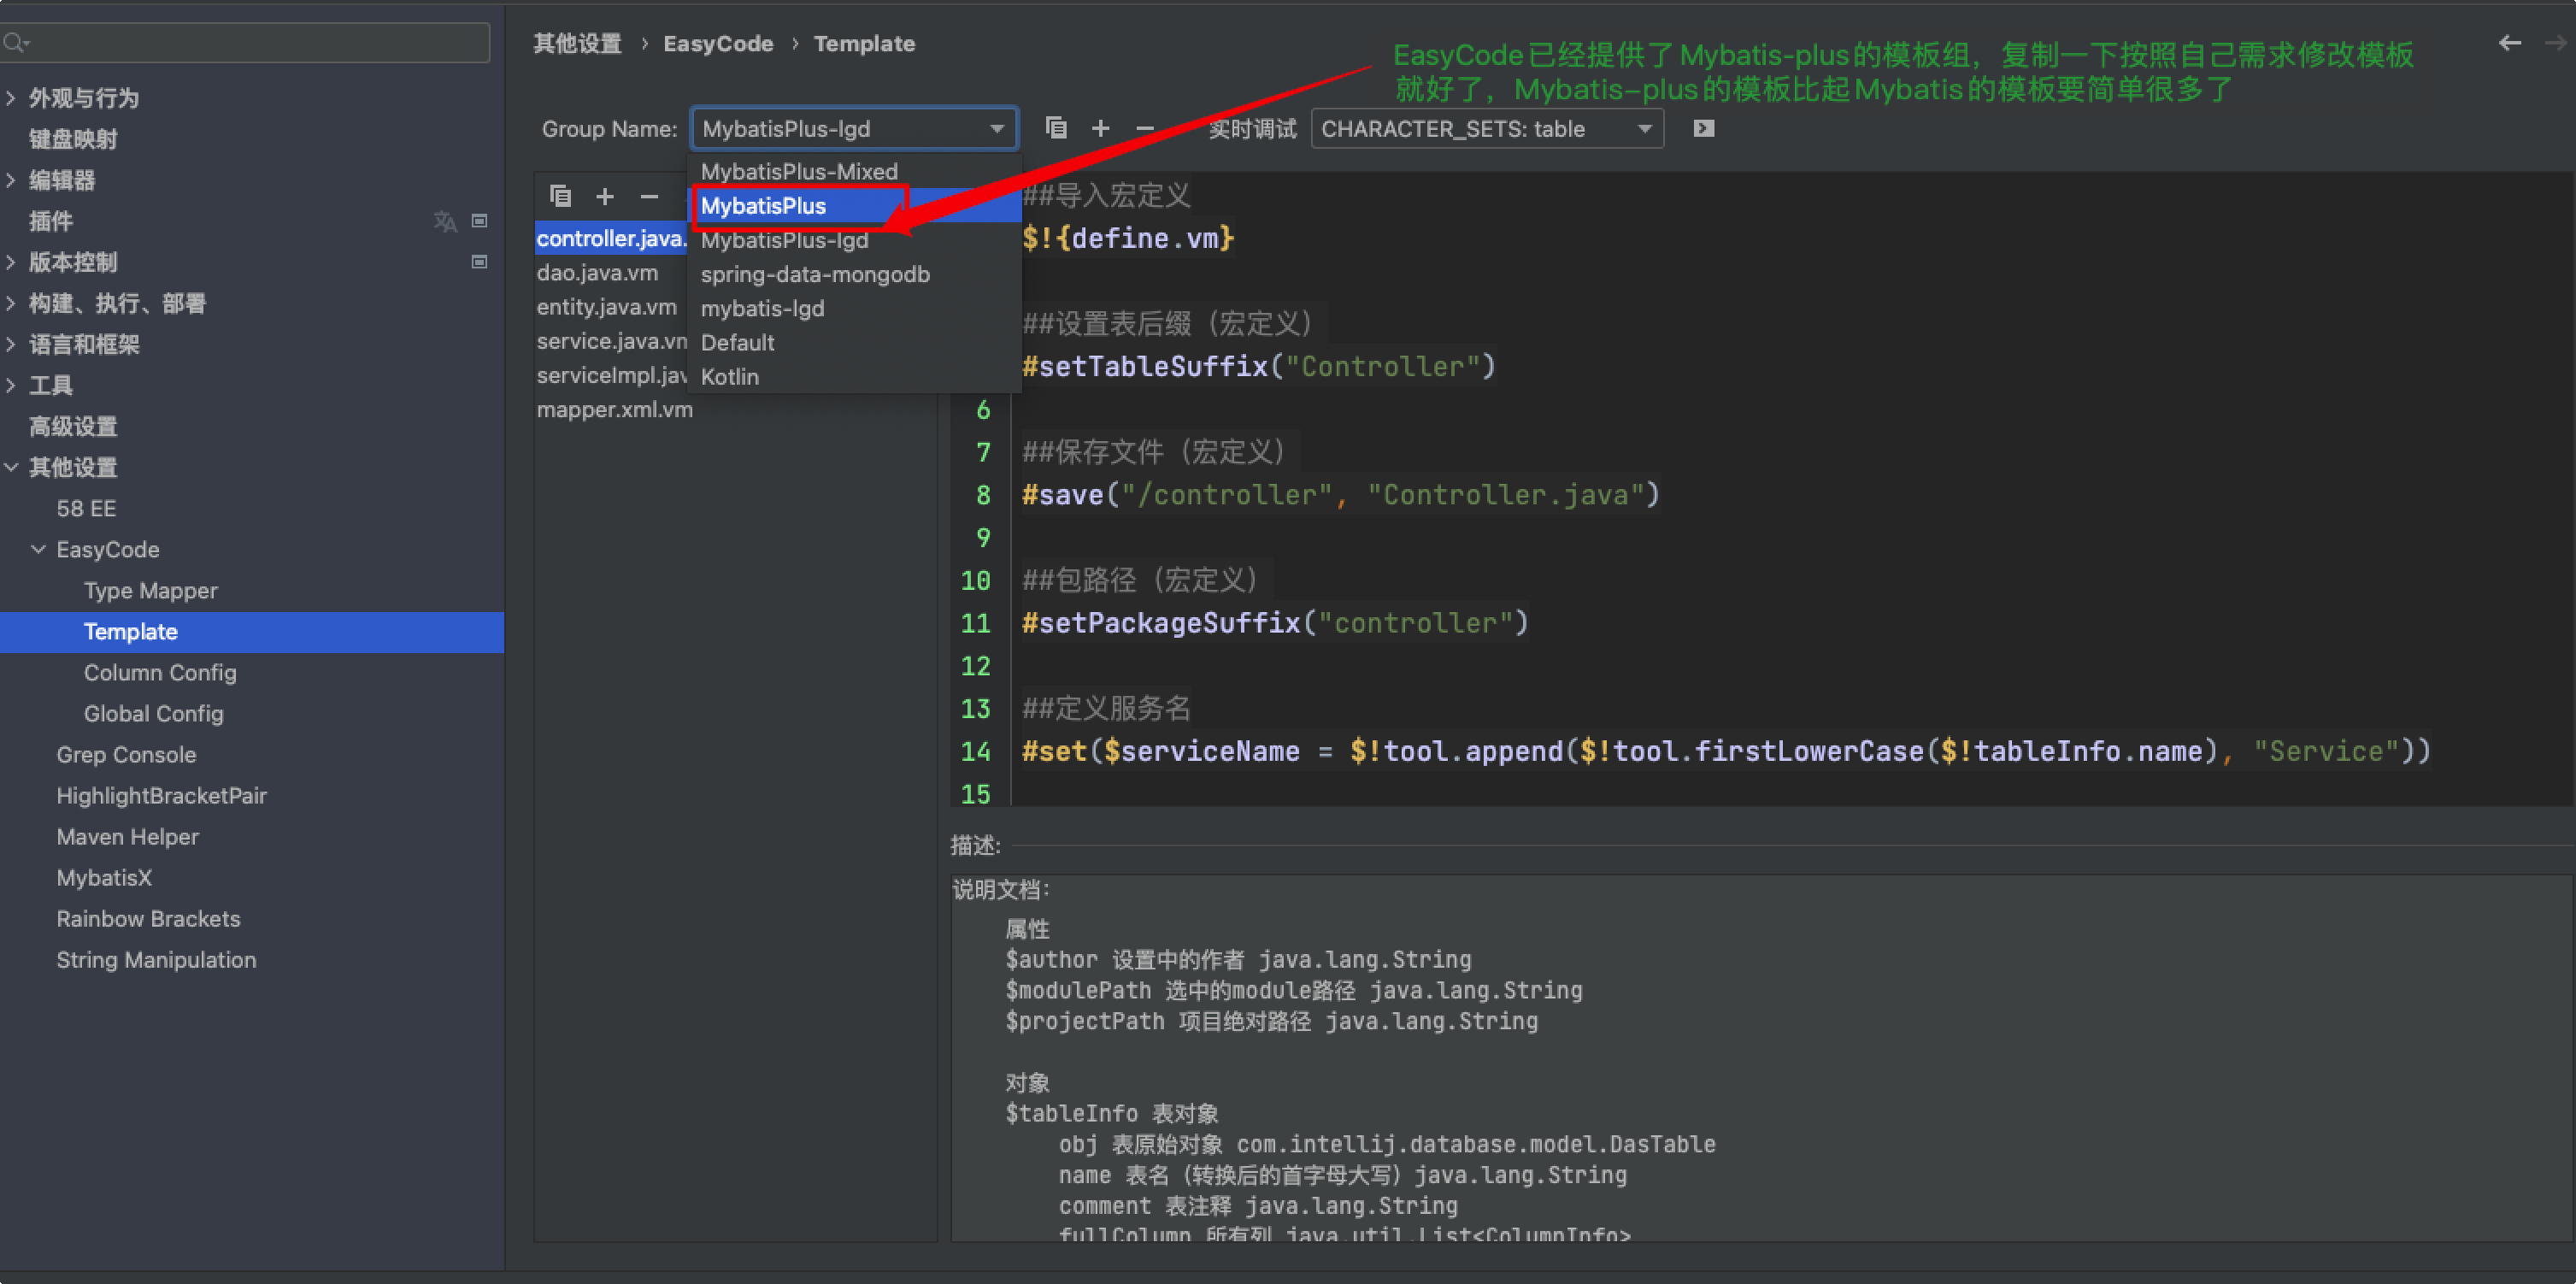 其他设置 › EasyCode › Template
EasyCode已经提供了Mybatis-plus的模板组，复制一下按照自己需求修改模板
就好了，Mybatis-plus的模板比起Mybatis的模板要简单很多了
外观与行为
键盘映射
编辑器
插件
版本控制
构建、执行、部署
语言和框架
工具
高级设置
其他设置
58 EE
EasyCode
Type Mapper
Template
Column Config
Global Config
Grep Console
HighlightBracketPair
Maven Helper
MybatisX
Rainbow Brackets
String Manipulation
Group Name: MybatisPlus-lgd
实时调试 CHARACTER_SETS: table
MybatisPlus-Mixed
MybatisPlus
MybatisPlus-lgd
spring-data-mongodb
mybatis-lgd
Default
Kotlin
controller.java.
dao.java.vm
entity.java.vm
service.java.vm
serviceImpl.jav
mapper.xml.vm
##导入宏定义
$!{define.vm}
##设置表后缀（宏定义）
#setTableSuffix("Controller")
6
7 ##保存文件（宏定义）
8 #save("/controller", "Controller.java")
9
10 ##包路径（宏定义）
11 #setPackageSuffix("controller")
12
13 ##定义服务名
14 #set($serviceName = $!tool.append($!tool.firstLowerCase($!tableInfo.name), "Service"))
15
描述:
说明文档：
属性
$author 设置中的作者 java.lang.String
$modulePath 选中的module路径 java.lang.String
$projectPath 项目绝对路径 java.lang.String
对象
$tableInfo 表对象
obj 表原始对象 com.intellij.database.model.DasTable
name 表名（转换后的首字母大写）java.lang.String
comment 表注释 java.lang.String
fullColumn 所有列 java.util.List<ColumnInfo>